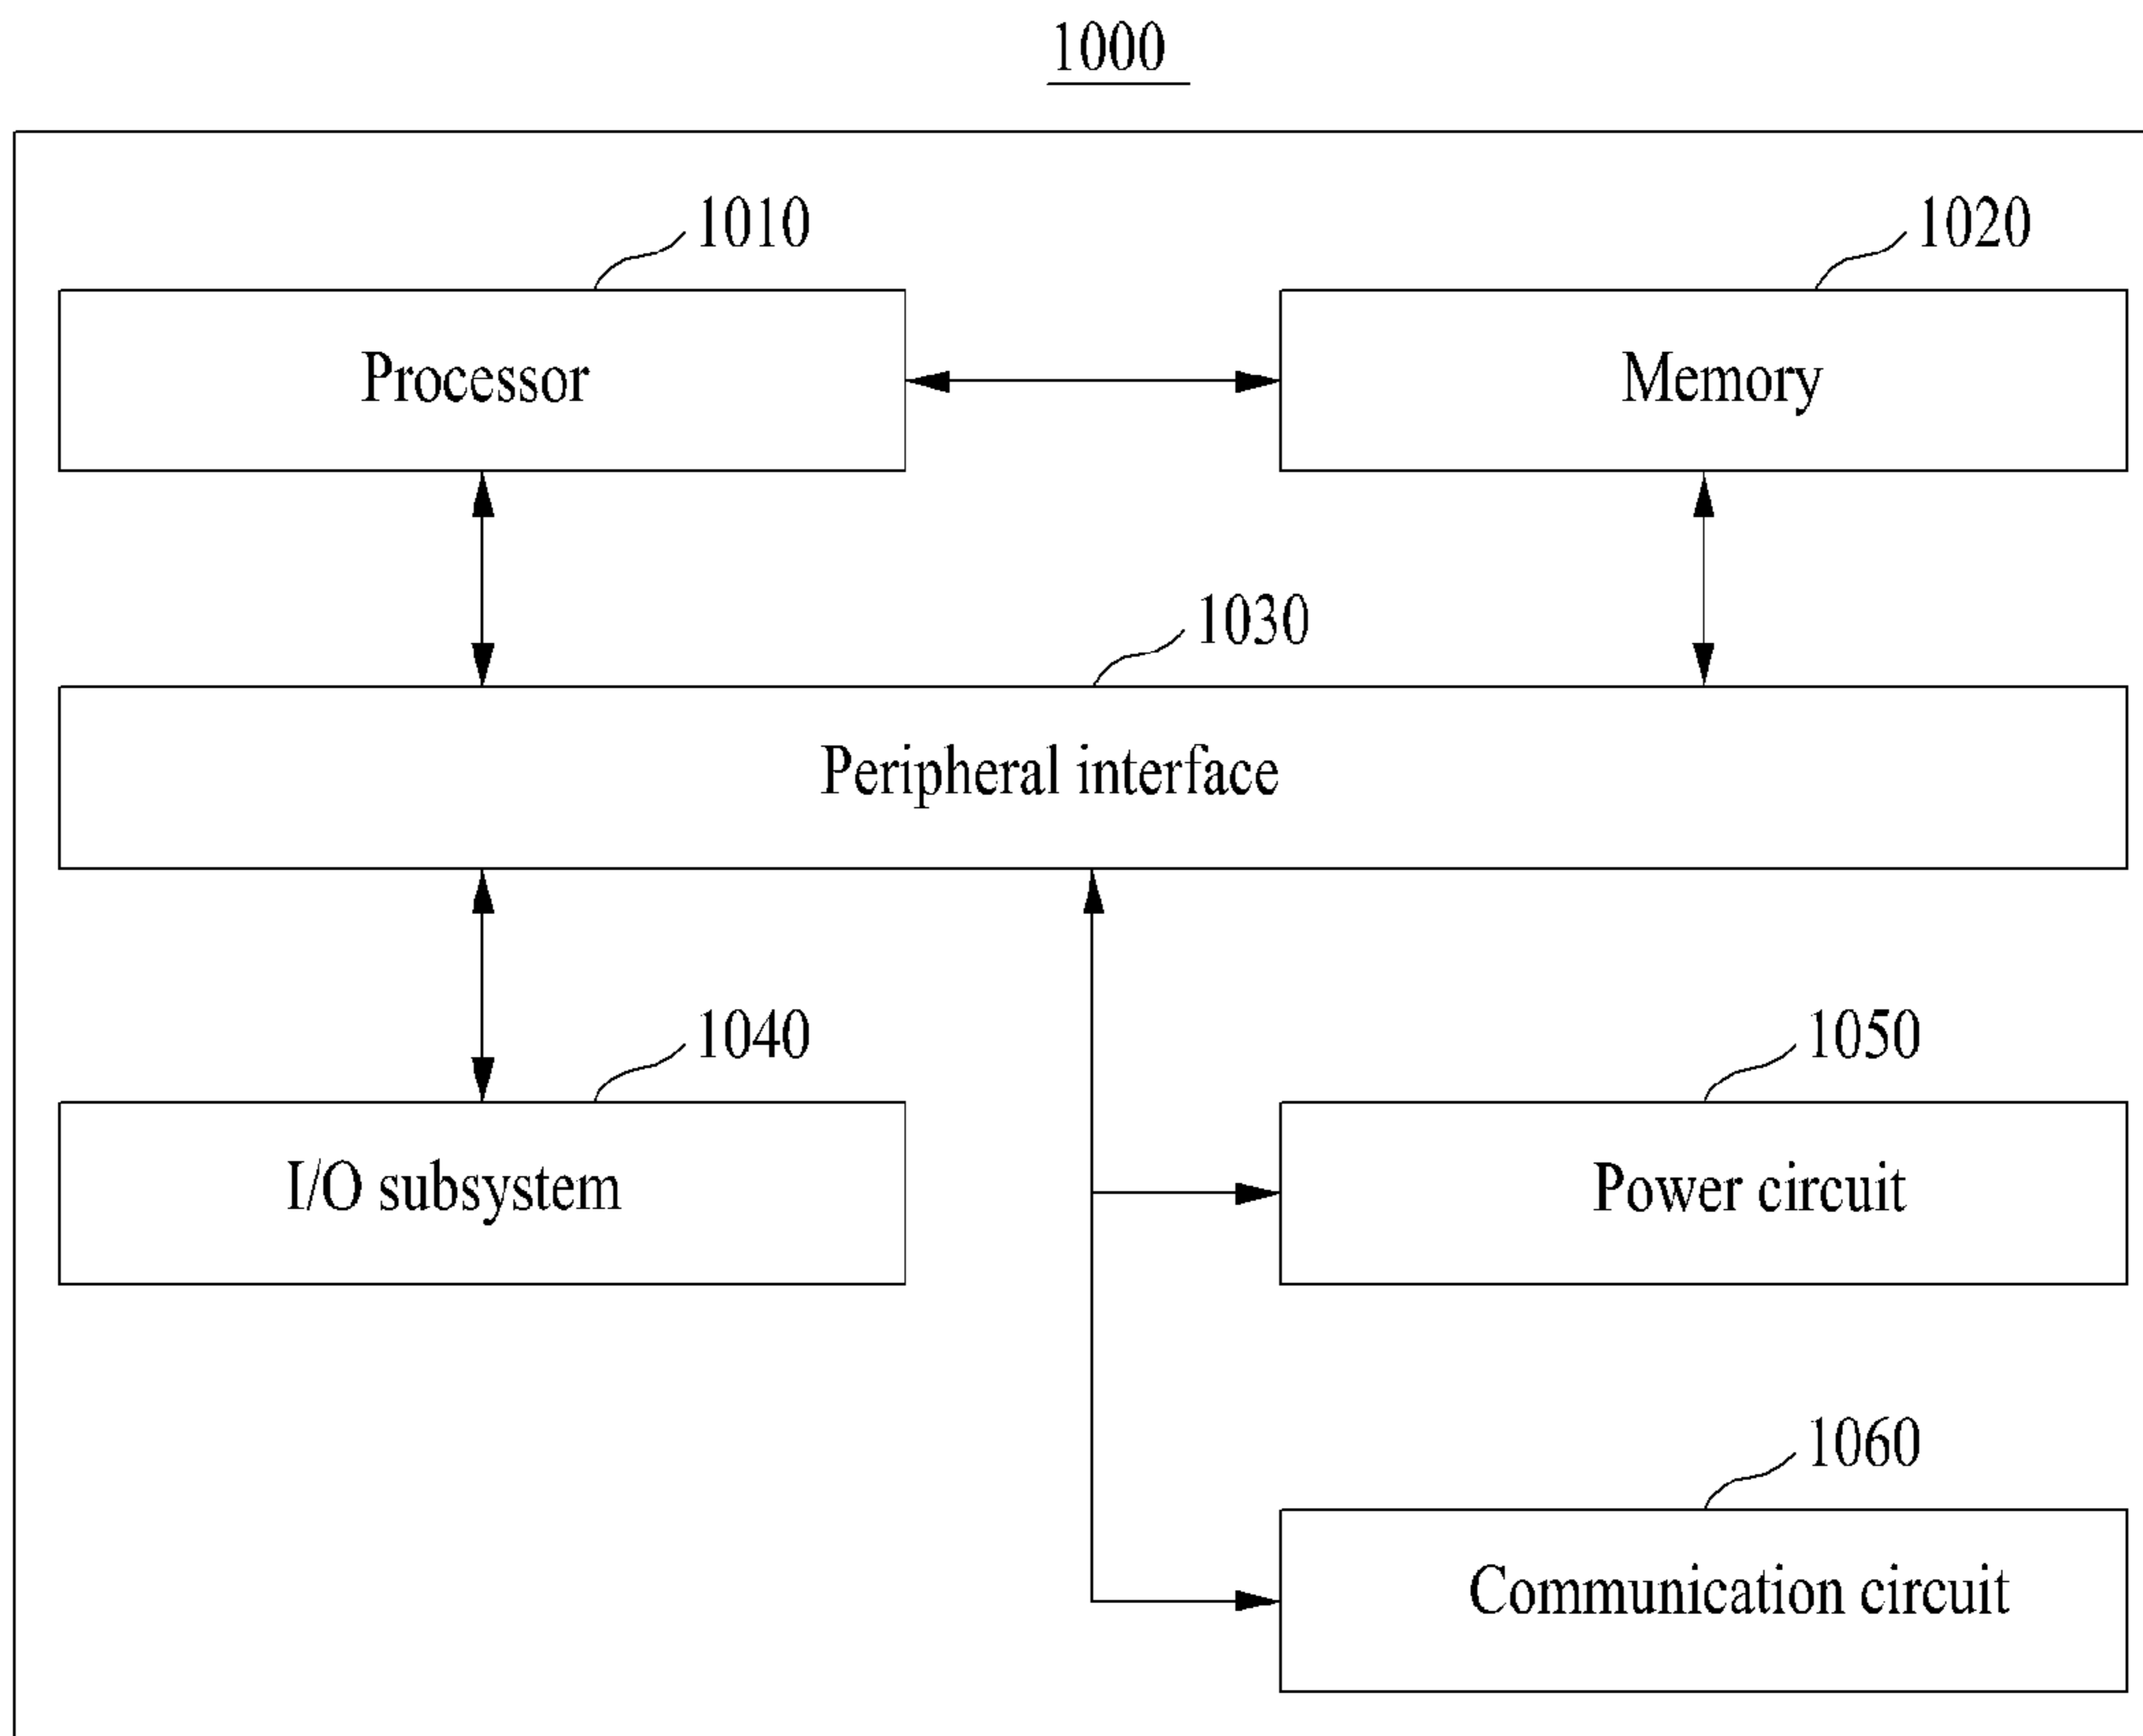 1000
1010
1020
Processor
Memory
1030
Peripheral interface
1040
1050
I/O subsystem
Power circuit
1060
Communication circuit